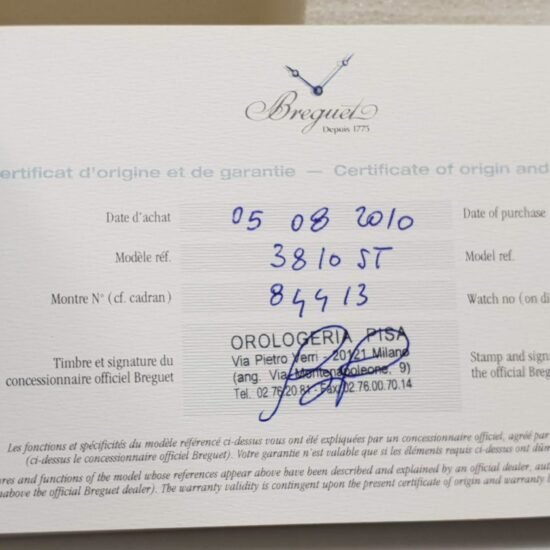 Breguet
Depuis 1775
ertificat d'origine et de garantie — Certificate of origin and
Date d'achat 05 08 2010 Date of purchase
Modèle réf. 3810 ST Model ref.
Montre N° (cf. cadran) 84413 Watch no (on di
OROLOGERIA PISA
Via Pietro Verri - 20121 Milano
(ang. Via Montenapoleone, 9)
Tel. 02.76.20.81 - Fax 02.76.00.70.14
Timbre et signature du
concessionnaire officiel Breguet
Stamp and sign
the official Breg
Les fonctions et spécificités du modèle référencé ci-dessus vous ont été expliquées par un concessionnaire officiel, agréé par
(ci-dessus le concessionnaire officiel Breguet). Votre garantie n'est valable que si les éléments requis ci-dessus ont dûm
res and functions of the model whose references appear above have been described and explained by an official dealer, aut
above the official Breguet dealer). The warranty validity is contingent upon the present certificate of origin and warranty b